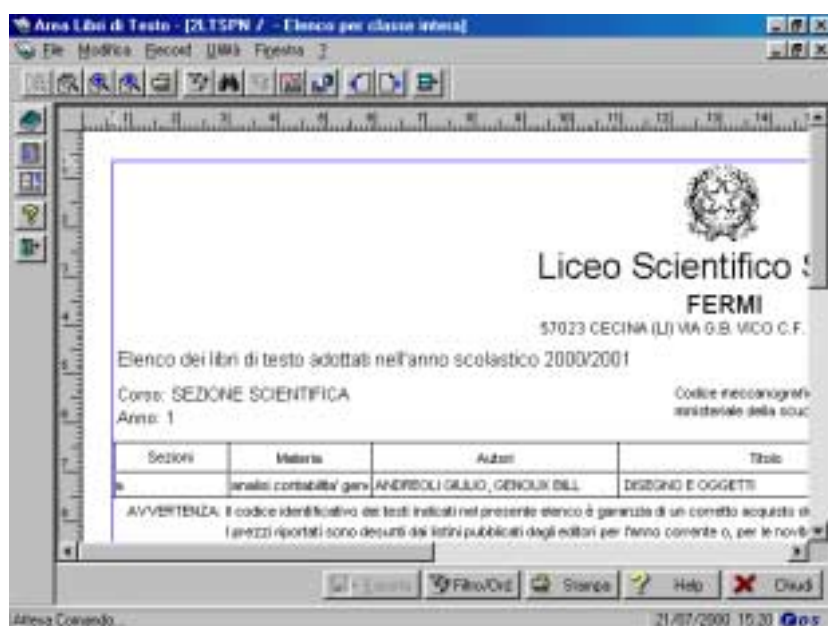 Area Libri di Testo - [2LTSPN / - Elenco per classe intera]
File Modifica Record Utilità Finestra ?
Liceo Scientifico S
FERMI
57023 CECINA (LI) VIA G.B. VICO C.F.
Elenco dei libri di testo adottati nell'anno scolastico 2000/2001
Corso: SEZIONE SCIENTIFICA
Codice meccanografi
Anno: 1
ministeriale della scuo
Sezioni Materia Autori Titolo
a analisi contabilita' gen ANDREOLI GIULIO, GENOUX BILL DISEGNO E OGGETTI
AVVERTENZA: Il codice identificativo dei testi indicati nel presente elenco è garanzia di un corretto acquisto
I prezzi riportati sono desunti dai listini pubblicati dagli editori per l'anno corrente o, per le novit
Filtro/Ord. Stampa Help Chiudi
Attesa Comando... 21/07/2000 15:20 Gos